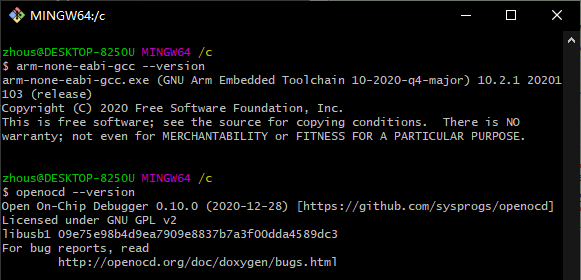 MINGW64:/c
zhous@DESKTOP-825OU MINGW64 /c
$ arm-none-eabi-gcc --version
arm-none-eabi-gcc.exe (GNU Arm Embedded Toolchain 10-2020-q4-major) 10.2.1 20201
103 (release)
Copyright (C) 2020 Free Software Foundation, Inc.
This is free software; see the source for copying conditions.  There is NO
warranty; not even for MERCHANTABILITY or FITNESS FOR A PARTICULAR PURPOSE.
zhous@DESKTOP-825OU MINGW64 /c
$ openocd --version
Open On-Chip Debugger 0.10.0 (2020-12-28) [https://github.com/sysprogs/openocd]
Licensed under GNU GPL v2
libusb1 09e75e98b4d9ea7909e8837b7a3f00dda4589dc3
For bug reports, read
        http://openocd.org/doc/doxygen/bugs.html